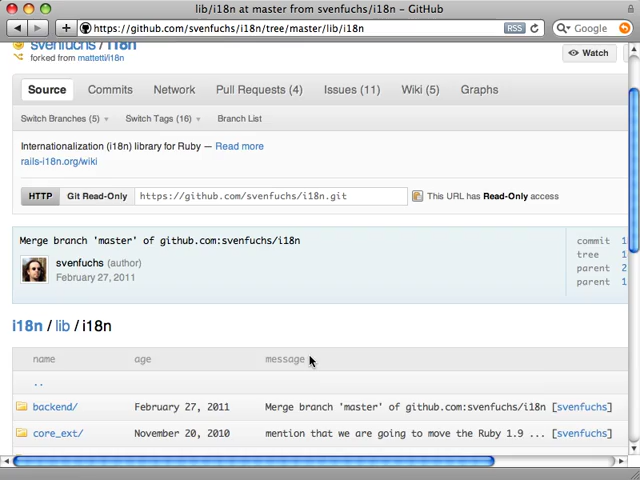 lib/i18n at master from svenfuchs/i18n – GitHub
https://github.com/svenfuchs/i18n/tree/master/lib/i18n RSS Google
svenfuchs / i18n
forked from mattetti/i18n
Watch
Source Commits Network Pull Requests (4) Issues (11) Wiki (5) Graphs
Switch Branches (5) Switch Tags (16) Branch List
Internationalization (i18n) library for Ruby — Read more
rails-i18n.org/wiki
HTTP Git Read-Only https://github.com/svenfuchs/i18n.git This URL has Read-Only access
Merge branch 'master' of github.com:svenfuchs/i18n
svenfuchs (author)
February 27, 2011
commit 1
tree 1
parent 2
parent 1
i18n / lib / i18n
name age message
..
backend/ February 27, 2011 Merge branch 'master' of github.com:svenfuchs/i18n [svenfuchs]
core_ext/ November 20, 2010 mention that we are going to move the Ruby 1.9 ... [svenfuchs]